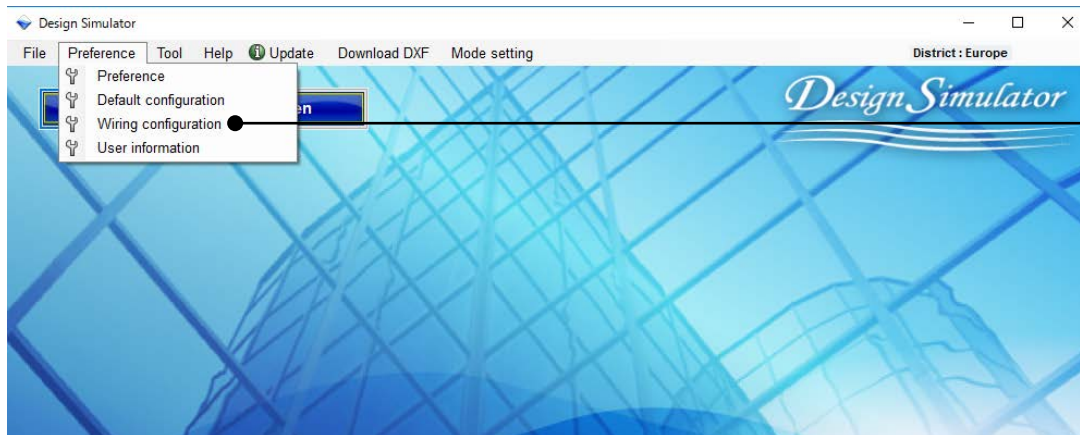 Design Simulator
File Preference Tool Help Update Download DXF Mode setting District : Europe
Preference
Default configuration
Wiring configuration
User information
Design Simulator